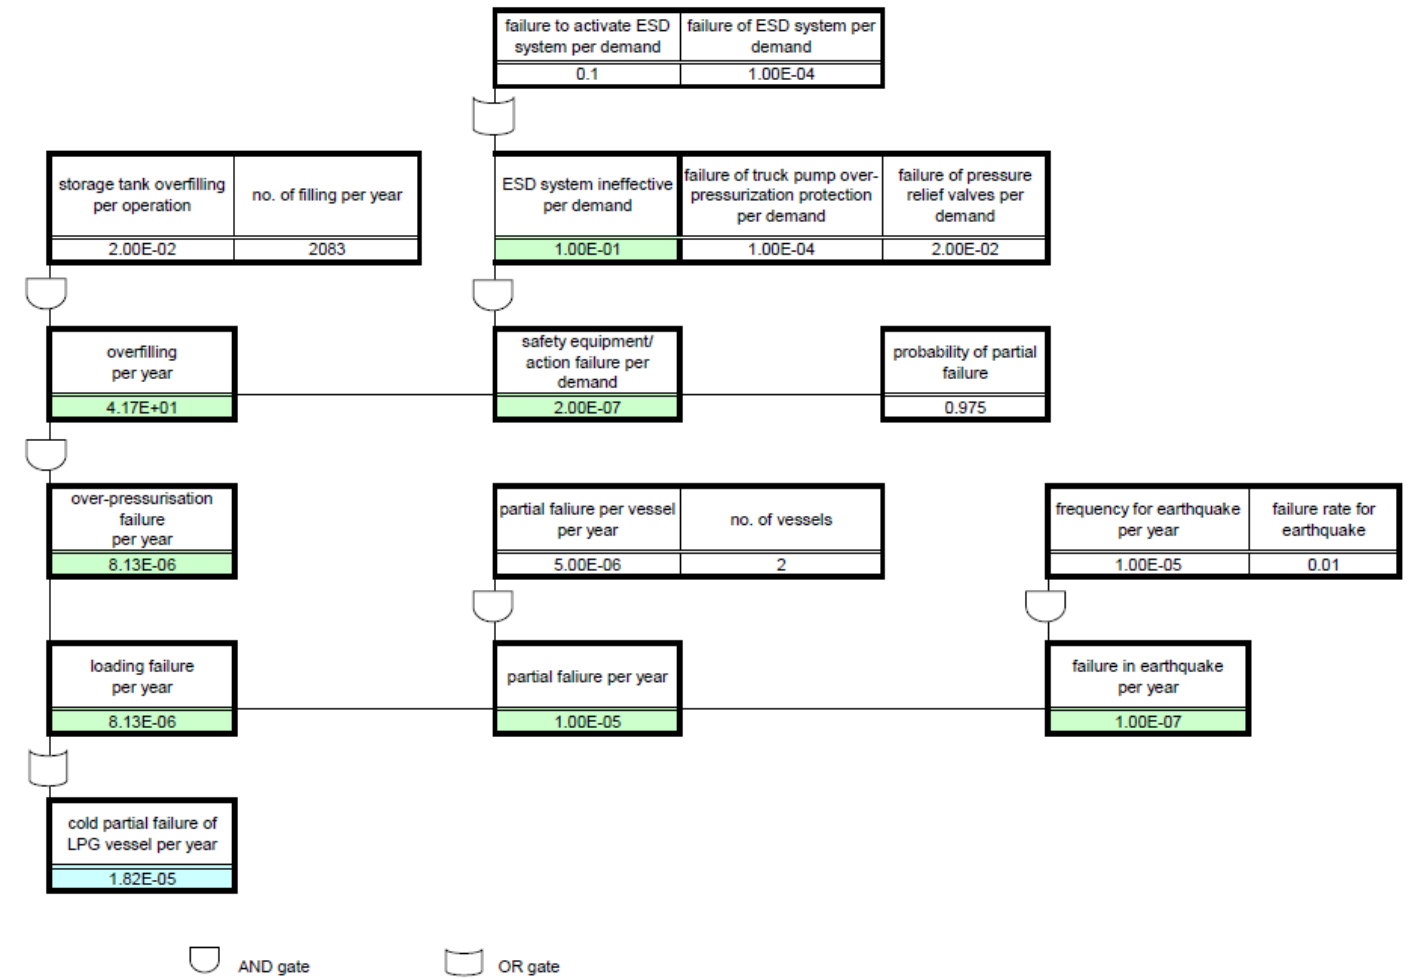 failure to activate ESD
system per demand
failure of ESD system per
demand
0.1
1.00E-04
storage tank overfilling
per operation
no. of filling per year
2.00E-02
2083
ESD system ineffective
per demand
failure of truck pump over-
pressurization protection
per demand
failure of pressure
relief valves per
demand
1.00E-01
1.00E-04
2.00E-02
overfilling
per year
4.17E+01
safety equipment/
action failure per
demand
2.00E-07
probability of partial
failure
0.975
over-pressurisation
failure
per year
8.13E-06
partial faliure per vessel
per year
no. of vessels
5.00E-06
2
frequency for earthquake
per year
failure rate for
earthquake
1.00E-05
0.01
loading failure
per year
8.13E-06
partial faliure per year
1.00E-05
failure in earthquake
per year
1.00E-07
cold partial failure of
LPG vessel per year
1.82E-05
AND gate
OR gate